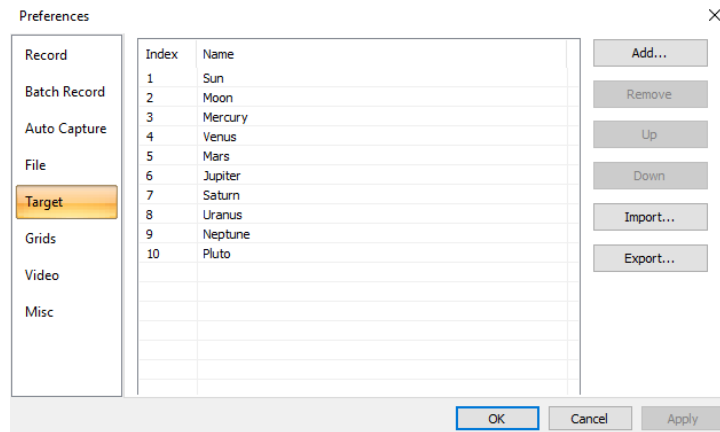 Preferences
Record
Batch Record
Auto Capture
File
Target
Grids
Video
Misc
Index Name
1 Sun
2 Moon
3 Mercury
4 Venus
5 Mars
6 Jupiter
7 Saturn
8 Uranus
9 Neptune
10 Pluto
Add...
Remove
Up
Down
Import...
Export...
OK Cancel Apply